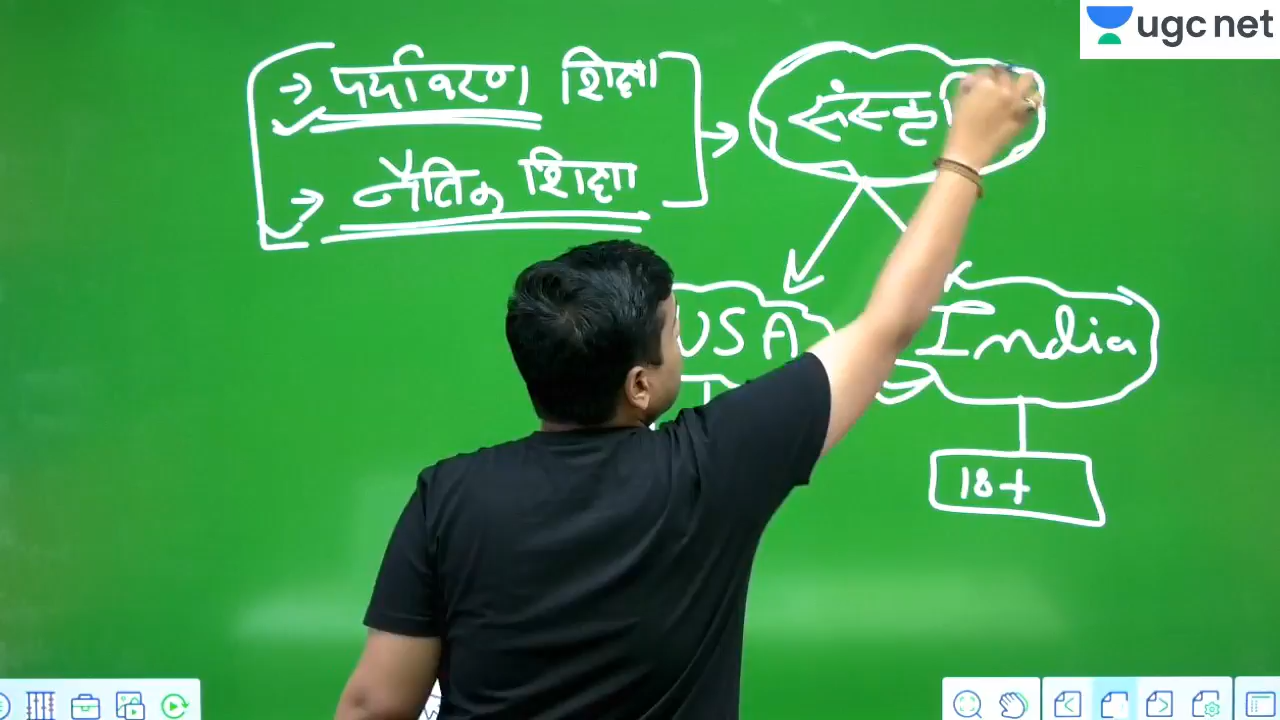 ugc net
→ पर्यावरण शिक्षा
→ नैतिक शिक्षा
USA
India
18+